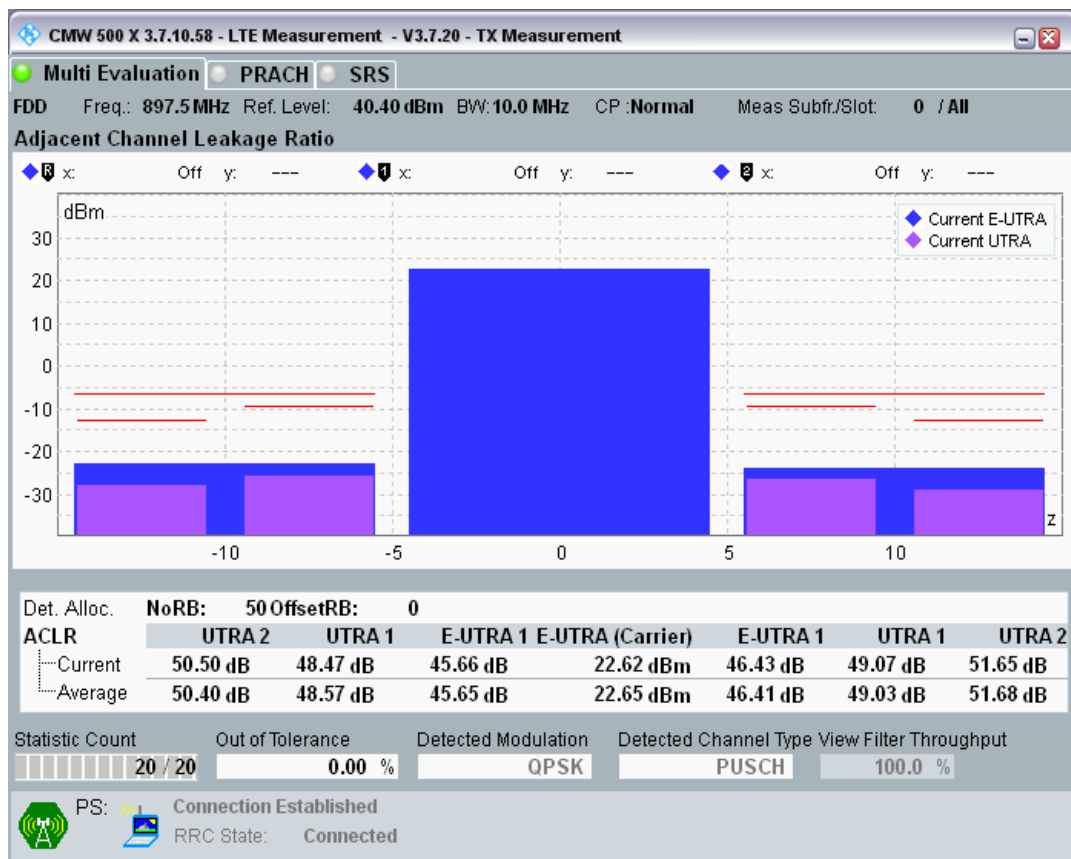 CMW 500 X 3.7.10.58 - LTE Measurement - V3.7.20 - TX Measurement
Multi Evaluation PRACH SRS
FDD Freq.: 897.5 MHz Ref. Level: 40.40 dBm BW: 10.0 MHz CP :Normal Meas Subfr./Slot: 0 / All
Adjacent Channel Leakage Ratio
R x: Off y: --- 1 x: Off y: --- 2 x: Off y: ---
dBm
Current E-UTRA
Current UTRA
30
20
10
0
-10
-20
-30
z
-10 -5 0 5 10
Det. Alloc. NoRB: 50 OffsetRB: 0
ACLR UTRA 2 UTRA 1 E-UTRA 1 E-UTRA (Carrier) E-UTRA 1 UTRA 1 UTRA 2
Current 50.50 dB 48.47 dB 45.66 dB 22.62 dBm 46.43 dB 49.07 dB 51.65 dB
Average 50.40 dB 48.57 dB 45.65 dB 22.65 dBm 46.41 dB 49.03 dB 51.68 dB
Statistic Count Out of Tolerance Detected Modulation Detected Channel Type View Filter Throughput
20 / 20 0.00 % QPSK PUSCH 100.0 %
PS: Connection Established
RRC State: Connected